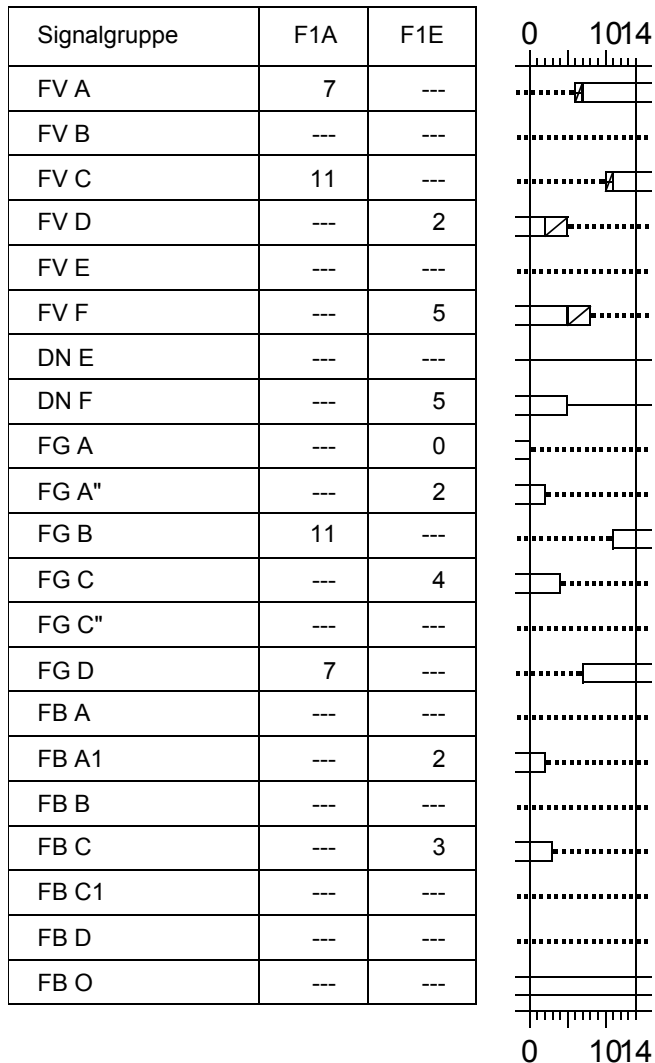 Signalgruppe F1A F1E 0 10 14
FV A 7 ---
FV B --- ---
FV C 11 ---
FV D --- 2
FV E --- ---
FV F --- 5
DN E --- ---
DN F --- 5
FG A --- 0
FG A" --- 2
FG B 11 ---
FG C --- 4
FG C" --- ---
FG D 7 ---
FB A --- ---
FB A1 --- 2
FB B --- ---
FB C --- 3
FB C1 --- ---
FB D --- ---
FB O --- ---
0 10 14